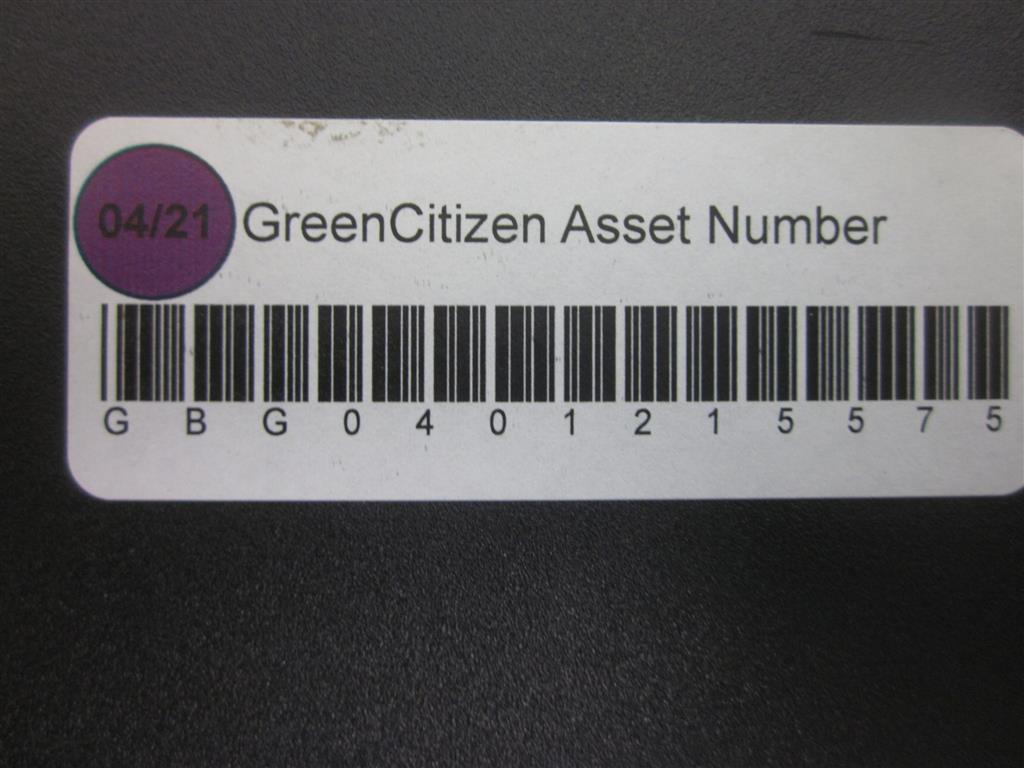 04/21 GreenCitizen Asset Number
G B G 0 4 0 1 2 1 5 5 7 5